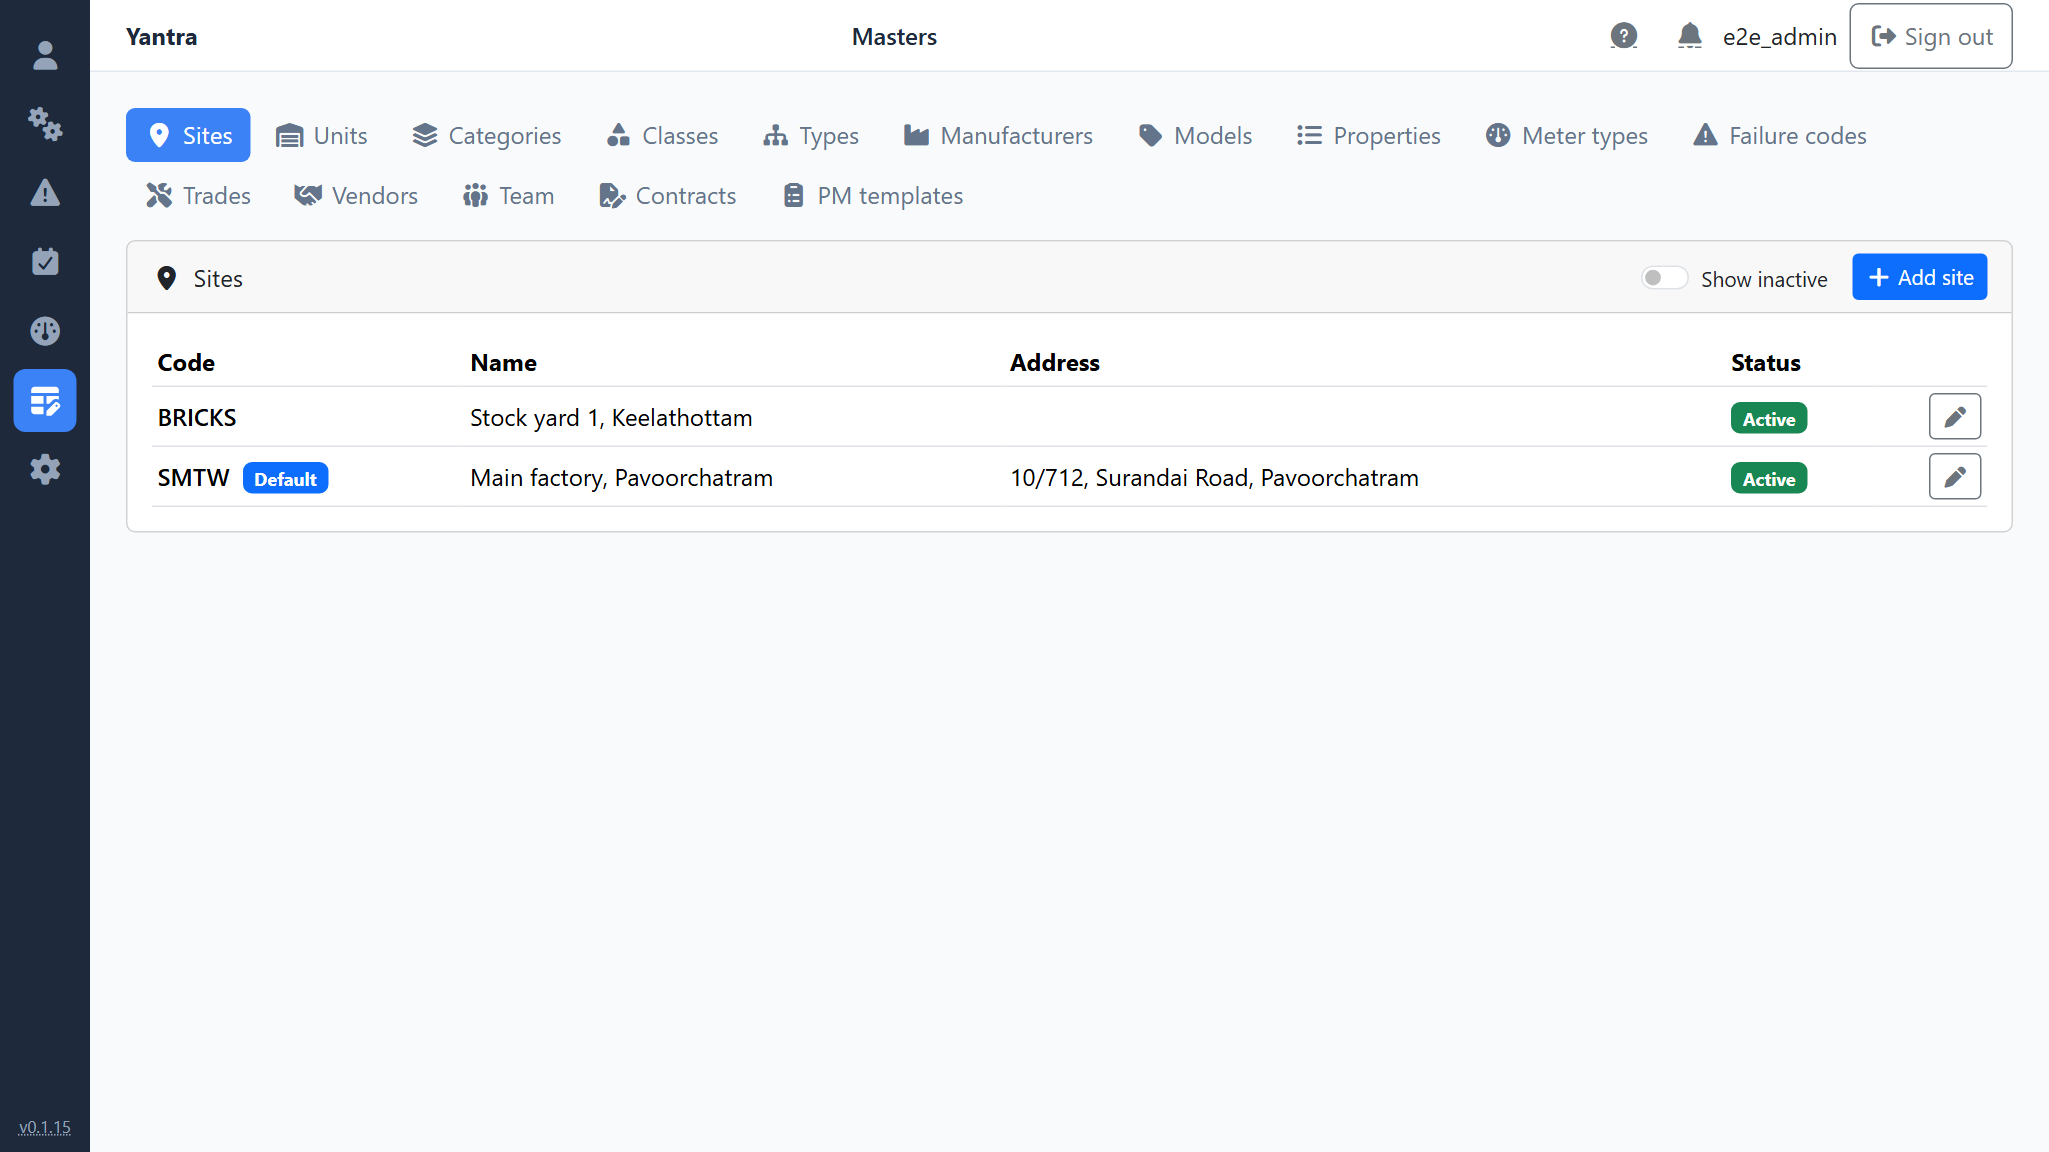 Yantra
Masters
e2e_admin
Sign out
Sites
Units
Categories
Classes
Types
Manufacturers
Models
Properties
Meter types
Failure codes
Trades
Vendors
Team
Contracts
PM templates
Sites
Show inactive
Add site
Code Name Address Status
BRICKS Stock yard 1, Keelathottam Active
SMTW Default Main factory, Pavoorchatram 10/712, Surandai Road, Pavoorchatram Active
v0.1.15